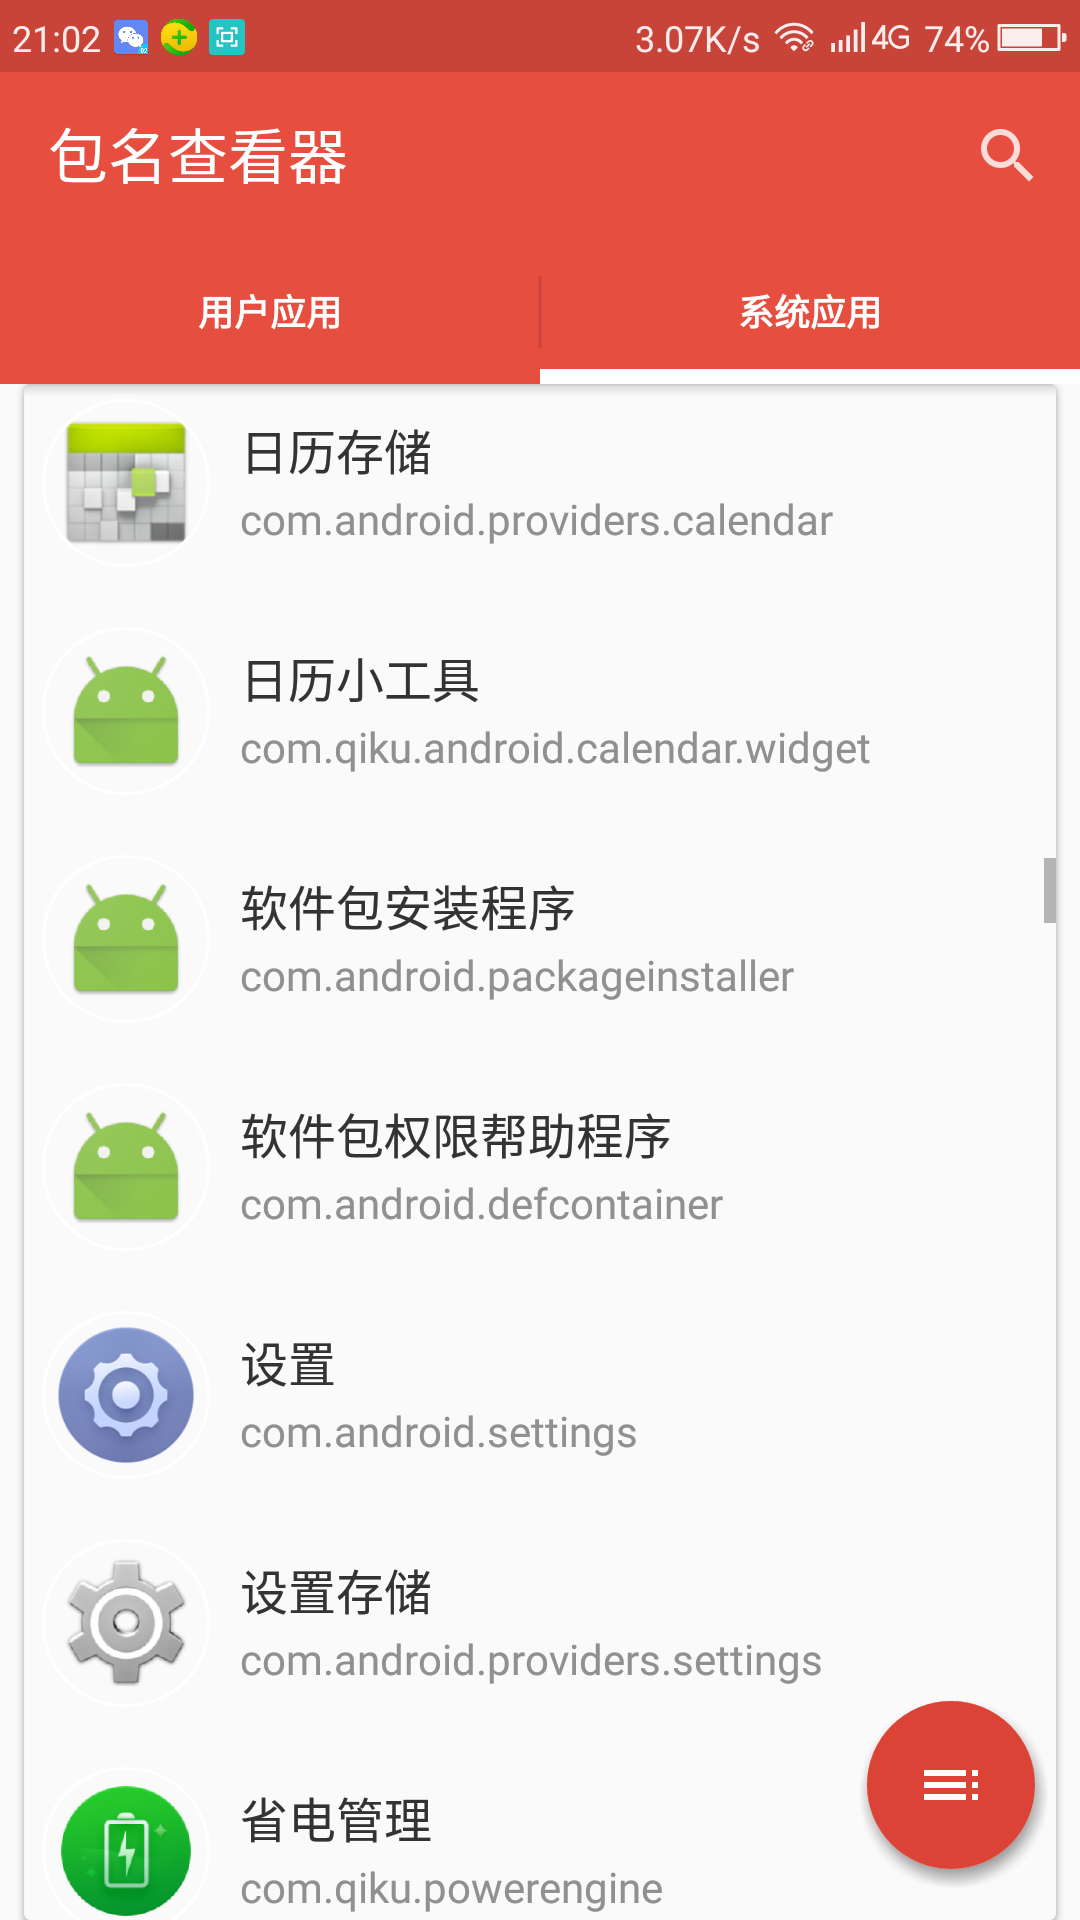 21:02 3.07K/s 4G 74%
包名查看器
用户应用 系统应用
日历存储
com.android.providers.calendar
日历小工具
com.qiku.android.calendar.widget
软件包安装程序
com.android.packageinstaller
软件包权限帮助程序
com.android.defcontainer
设置
com.android.settings
设置存储
com.android.providers.settings
省电管理
com.qiku.powerengine